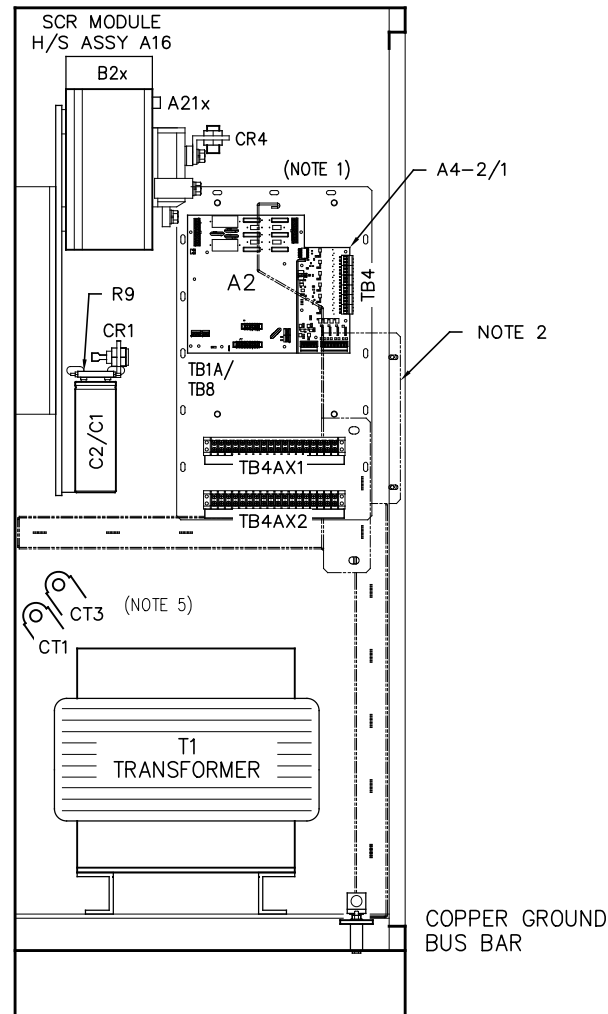 SCR MODULE
H/S ASSY A16
B2x
A21x
CR4
(NOTE 1)
A4-2/1
A2
TB4
R9
CR1
NOTE 2
TB1A/
TB8
C2/C1
TB4AX1
TB4AX2
CT3
(NOTE 5)
CT1
T1
TRANSFORMER
COPPER GROUND
BUS BAR